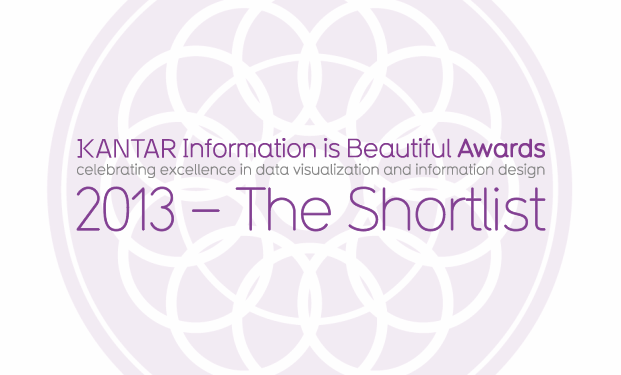 KANTAR Information is Beautiful Awards
celebrating excellence in data visualization and information design
2013 – The Shortlist